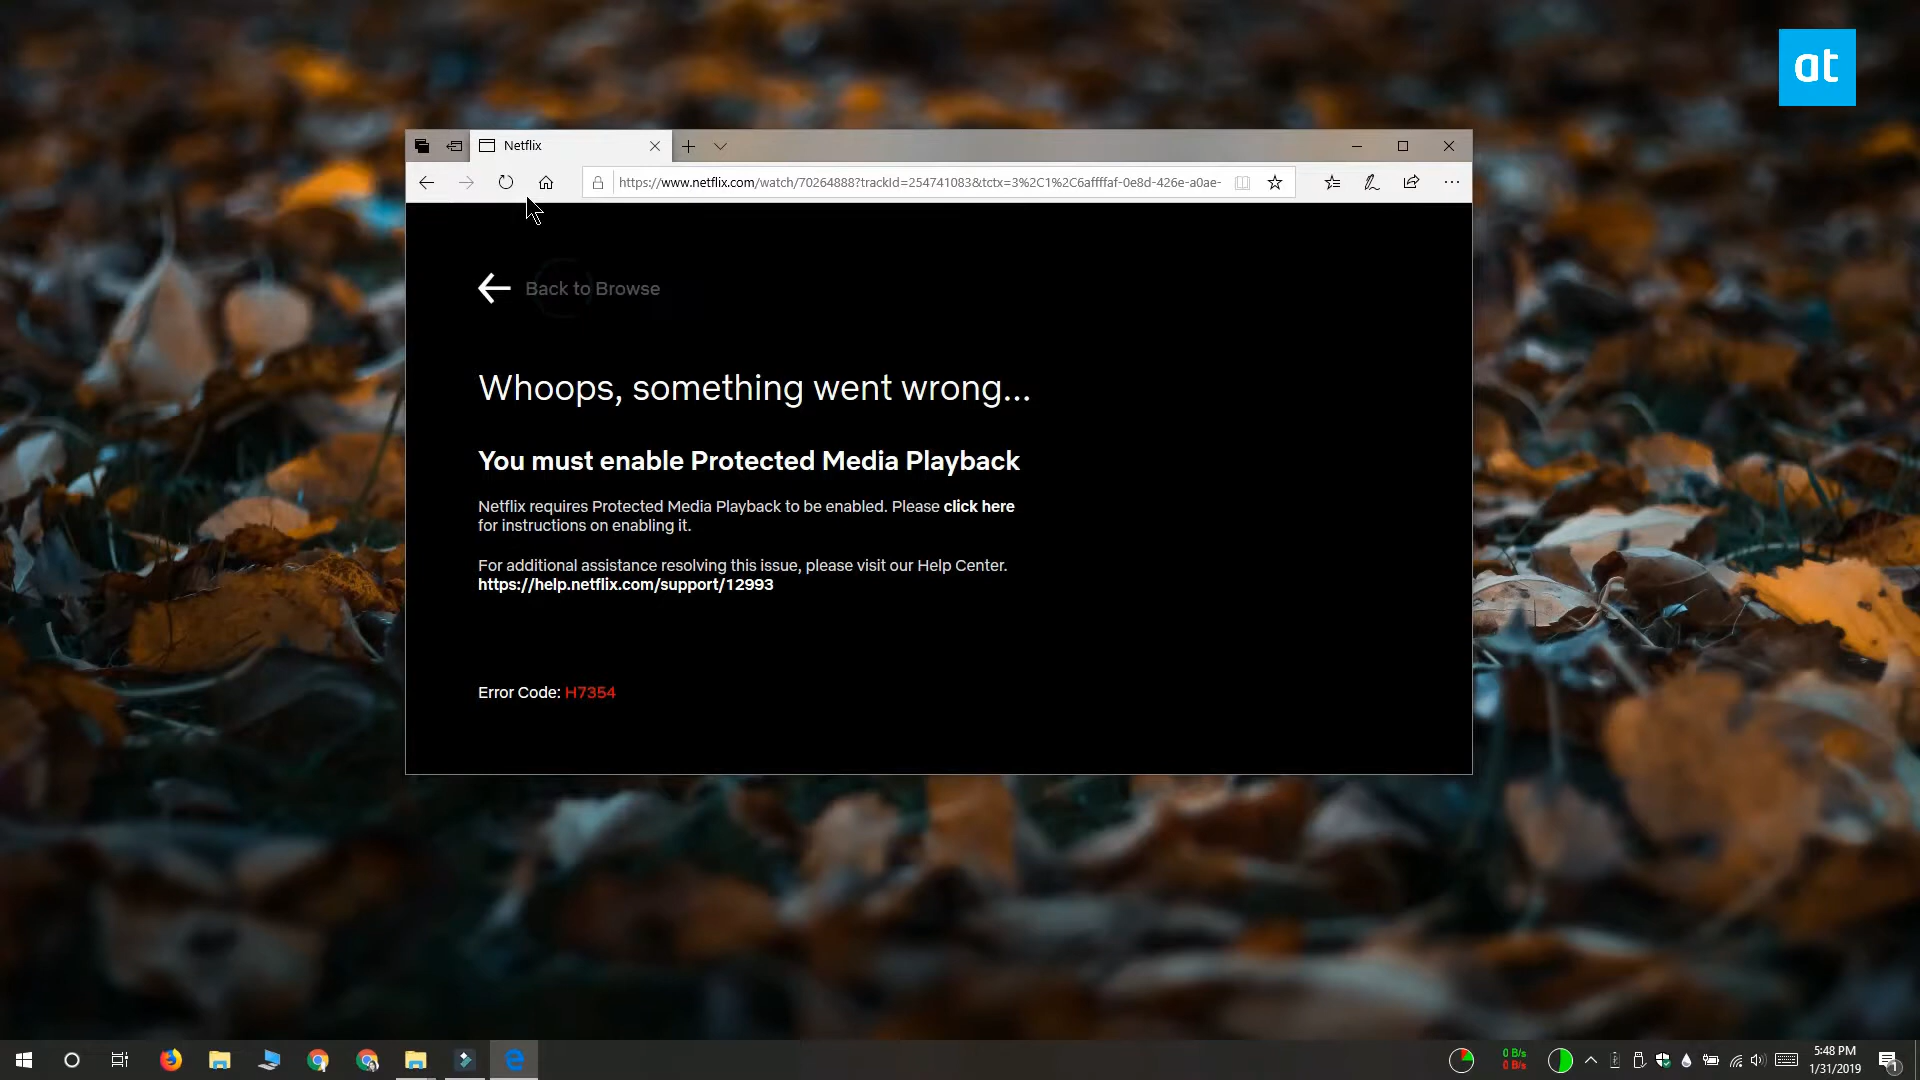 at
Netflix
https://www.netflix.com/watch/70264888?trackId=254741083&tctx=3%2C1%2C6affffaf-0e8d-426e-a0ae-
Back to Browse
Whoops, something went wrong...
You must enable Protected Media Playback
Netflix requires Protected Media Playback to be enabled. Please click here
for instructions on enabling it.
For additional assistance resolving this issue, please visit our Help Center.
https://help.netflix.com/support/12993
Error Code: H7354
0 B/s
0 B/s
5:48 PM
1/31/2019
1